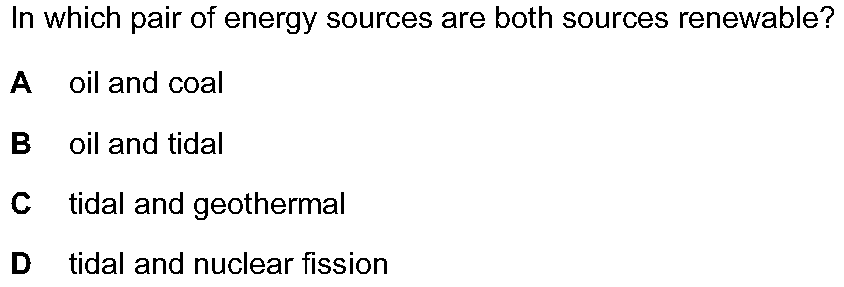 In which pair of energy sources are both sources renewable?
A oil and coal
B oil and tidal
C tidal and geothermal
D tidal and nuclear fission